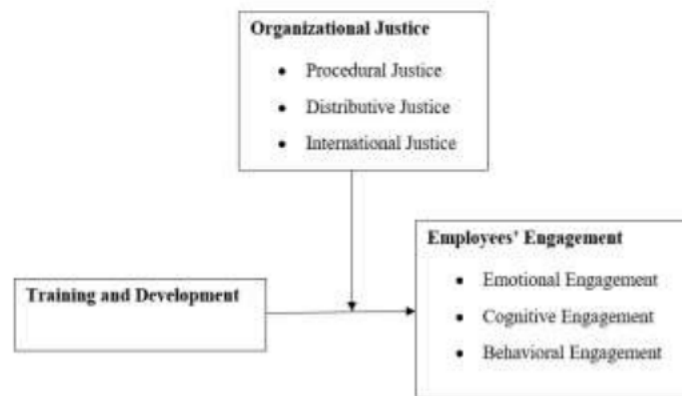 Organizational Justice
• Procedural Justice
• Distributive Justice
• International Justice
Employees' Engagement
• Emotional Engagement
• Cognitive Engagement
• Behavioral Engagement
Training and Development